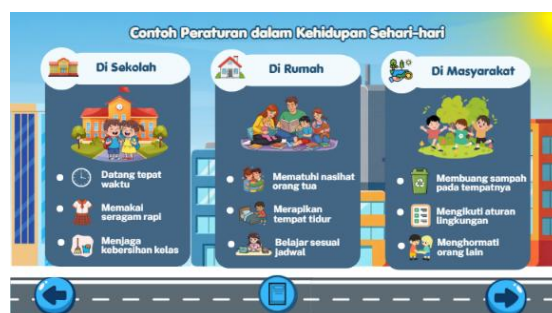 Contoh Peraturan dalam Kehidupan Sehari-hari
Di Sekolah
Datang tepat
waktu
Memakai
seragam rapi
Menjaga
kebersihan kelas
Di Rumah
Mematuhi nasihat
orang tua
Merapikan
tempat tidur
Belajar sesuai
jadwal
Di Masyarakat
Membuang sampah
pada tempatnya
Mengikuti aturan
lingkungan
Menghormati
orang lain